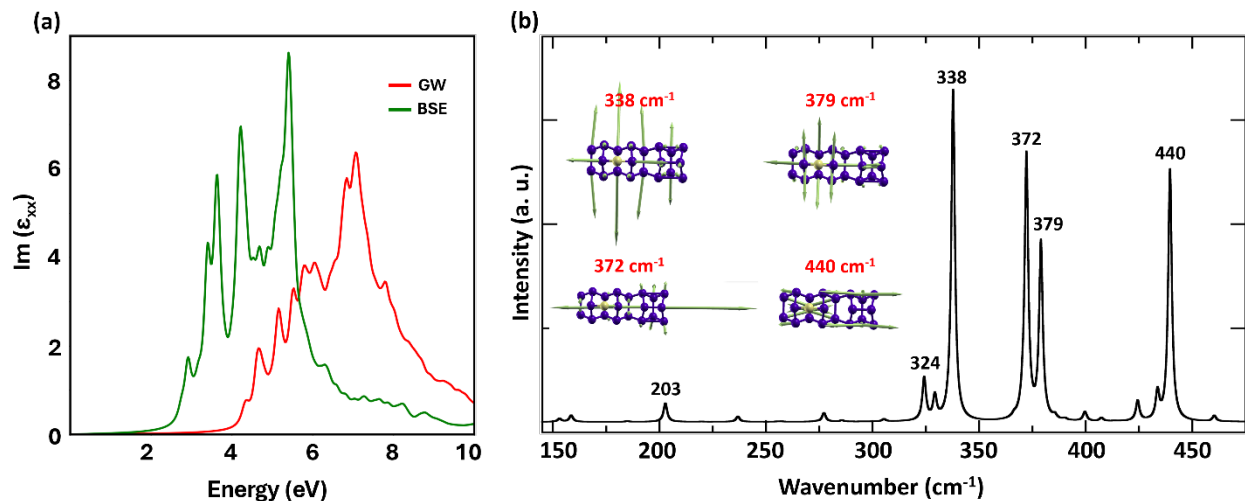 (a)
8
6
4
2
0
2 4 6 8 10
Im (εxx)
Energy (eV)
GW
BSE
(b)
338
338 cm⁻¹
379 cm⁻¹
372
440
379
372 cm⁻¹
440 cm⁻¹
324
203
150 200 250 300 350 400 450
Intensity (a. u.)
Wavenumber (cm⁻¹)